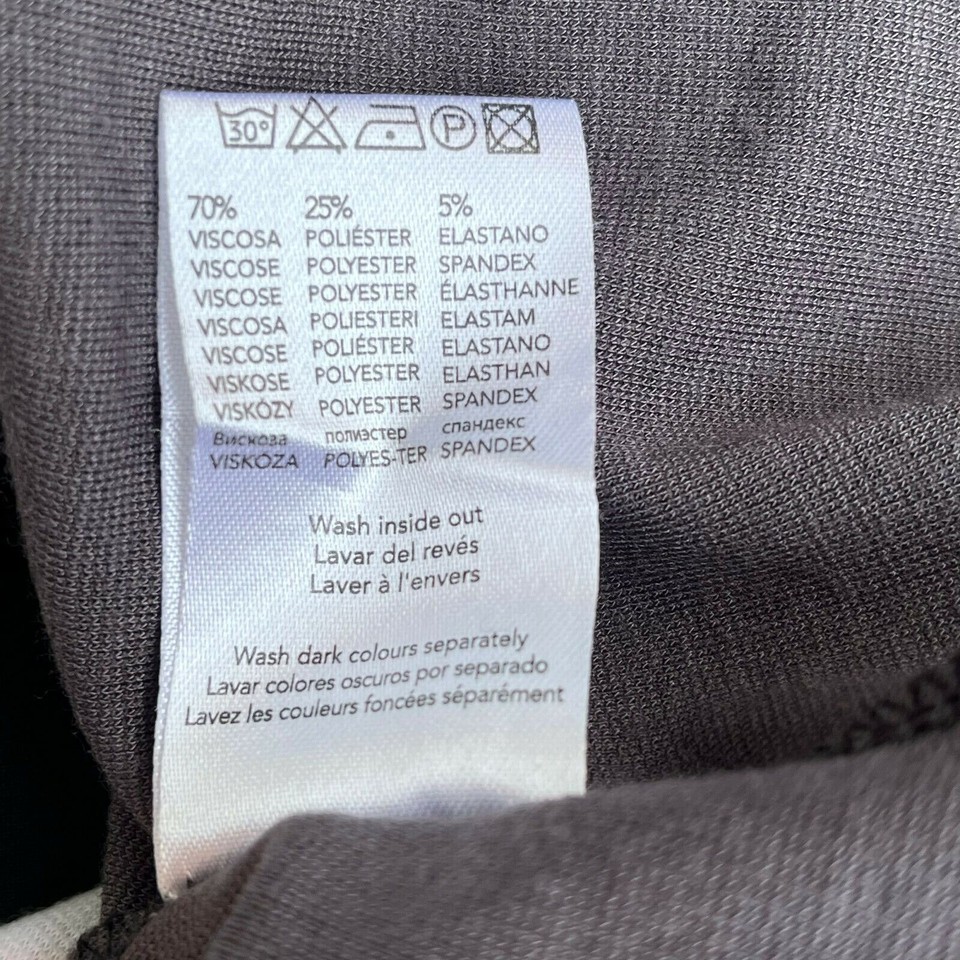 30° P
70% 25% 5%
VISCOSA POLIÉSTER ELASTANO
VISCOSE POLYESTER SPANDEX
VISCOSE POLYESTER ÉLASTHANNE
VISCOSA POLIESTERI ELASTAM
VISCOSE POLIÉSTER ELASTANO
VISKOSE POLYESTER ELASTHAN
VISKÓZY POLYESTER SPANDEX
Вискоза полиэстер спандекс
VISKÓZA POLYES-TER SPANDEX
Wash inside out
Lavar del revés
Laver à l'envers
Wash dark colours separately
Lavar colores oscuros por separado
Lavez les couleurs foncées séparément